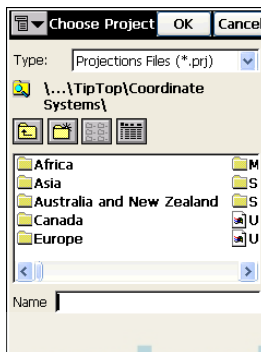 Choose Project OK Cancel
Type: Projections Files (*.prj)
\...\TipTop\Coordinate
Systems\
Africa M
Asia S
Australia and New Zealand S
Canada U
Europe U
Name